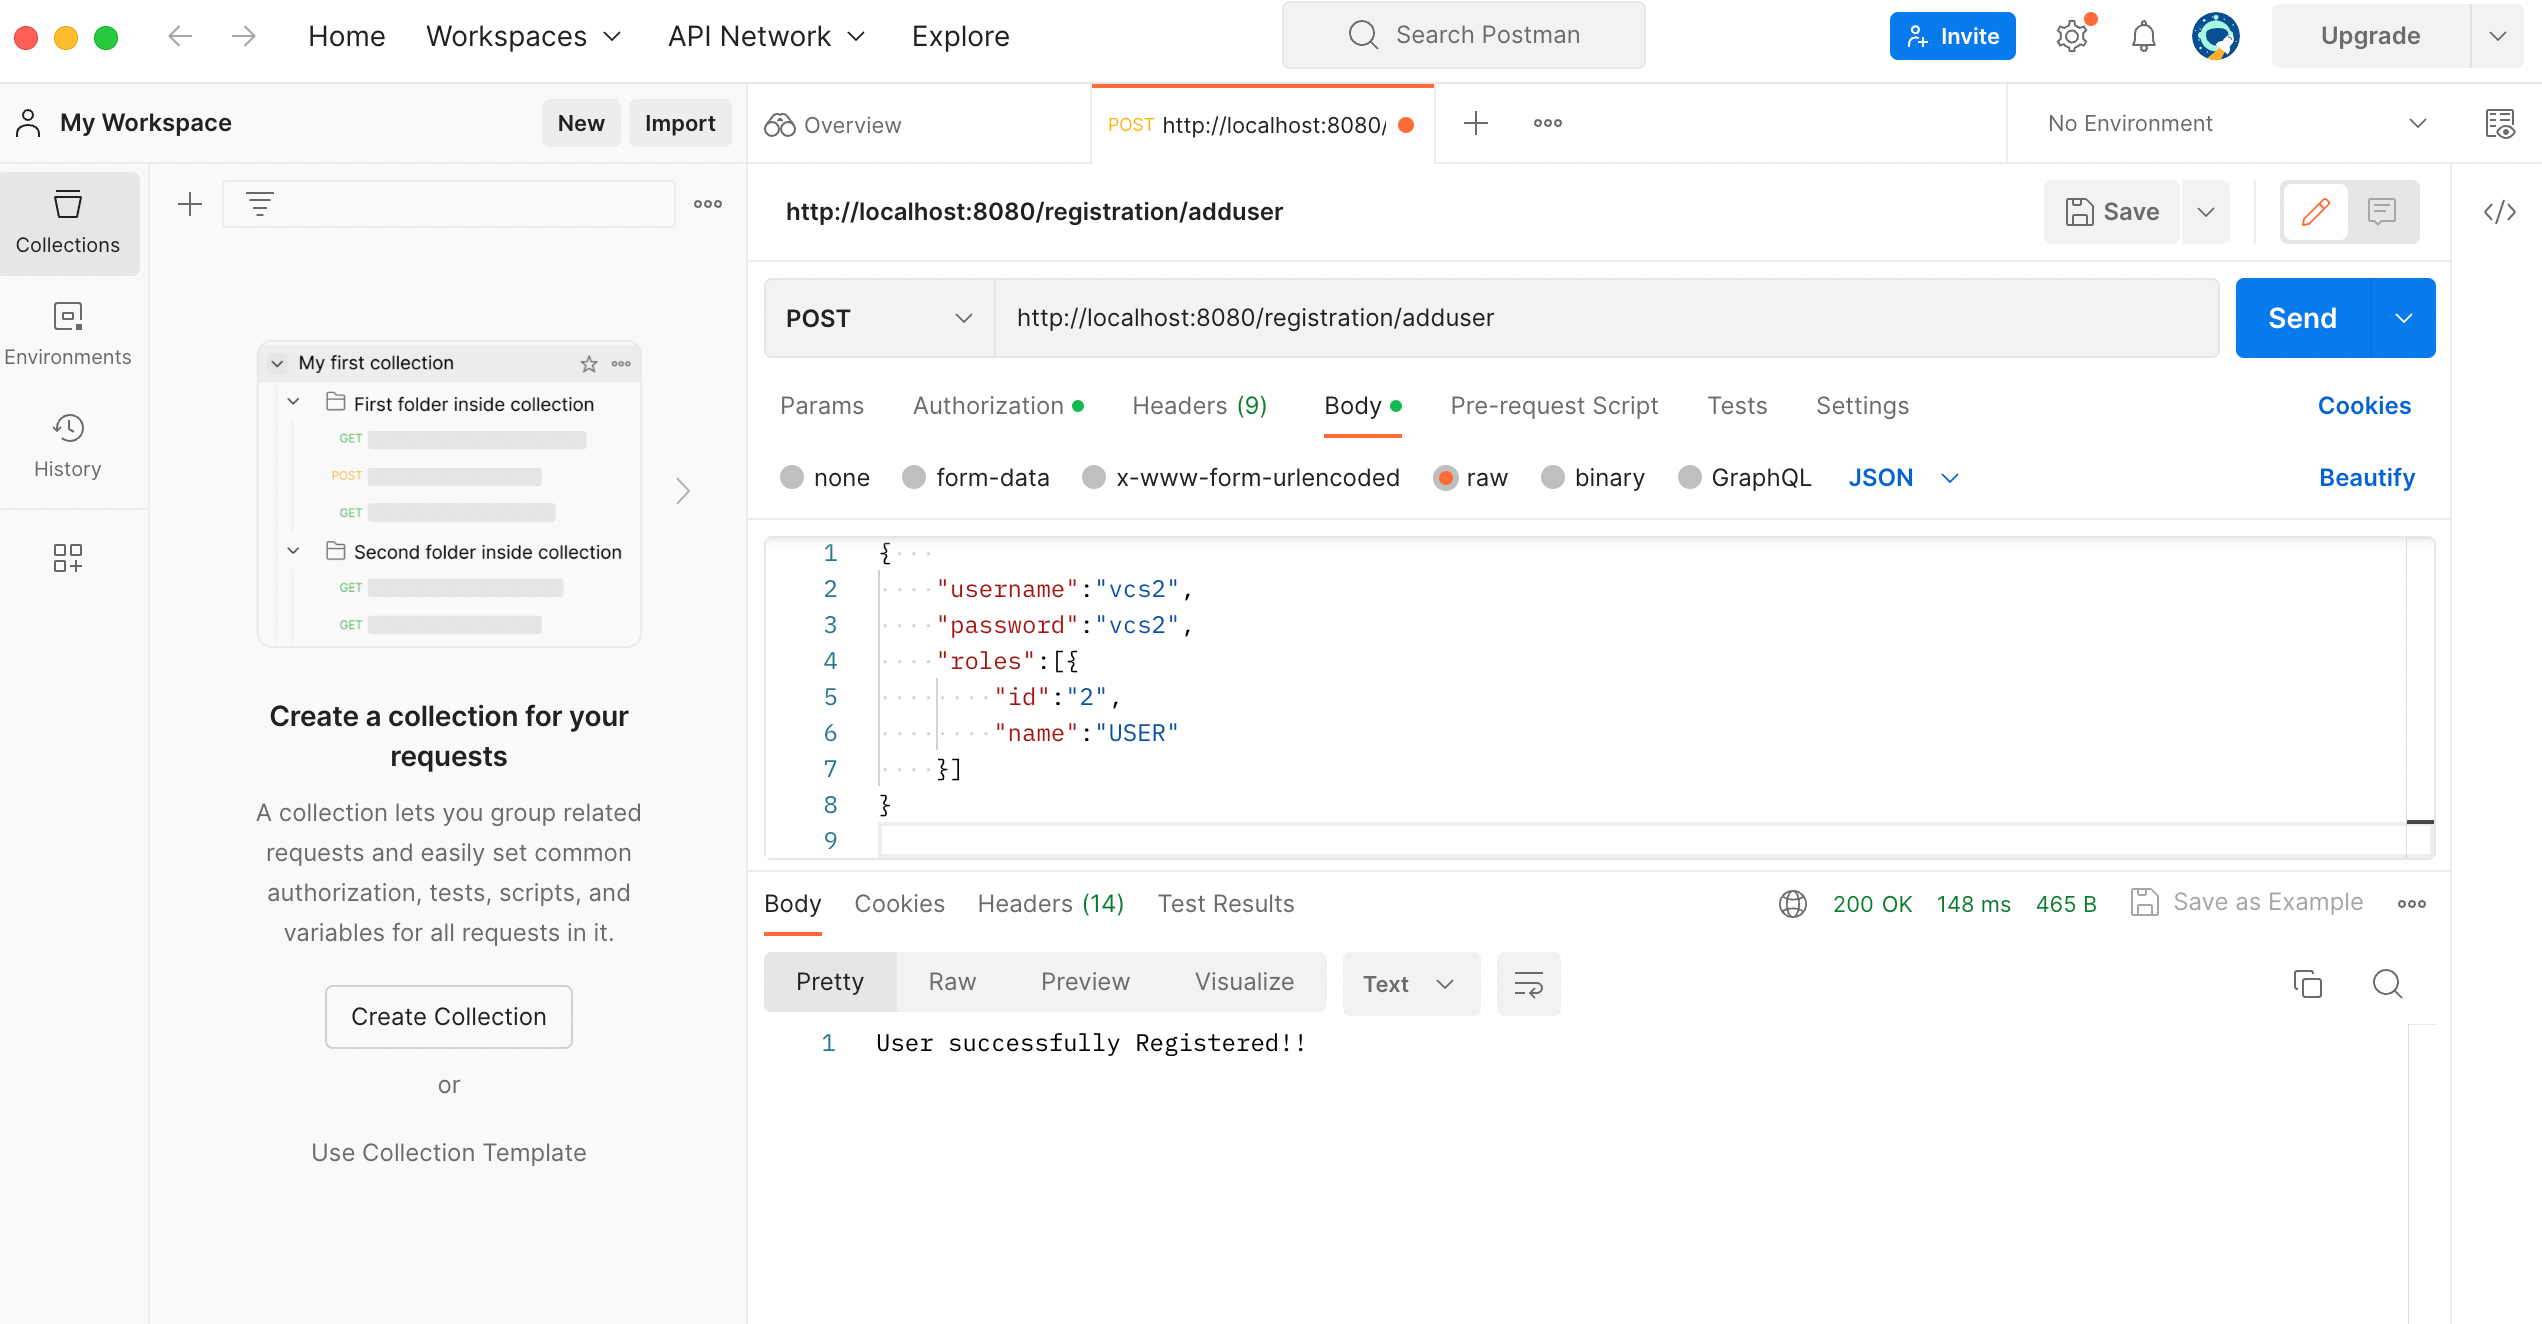 Home Workspaces API Network Explore Search Postman Invite Upgrade
My Workspace New Import Overview POST http://localhost:8080/ No Environment
Collections
Environments
History
My first collection
First folder inside collection
GET
POST
GET
Second folder inside collection
GET
GET
Create a collection for your
requests
A collection lets you group related
requests and easily set common
authorization, tests, scripts, and
variables for all requests in it.
Create Collection
or
Use Collection Template
http://localhost:8080/registration/adduser Save
POST http://localhost:8080/registration/adduser Send
Params Authorization Headers (9) Body Pre-request Script Tests Settings Cookies
none form-data x-www-form-urlencoded raw binary GraphQL JSON Beautify
1 {
2 "username":"vcs2",
3 "password":"vcs2",
4 "roles":[{
5 "id":"2",
6 "name":"USER"
7 }]
8 }
9
Body Cookies Headers (14) Test Results 200 OK 148 ms 465 B Save as Example
Pretty Raw Preview Visualize Text
1 User successfully Registered!!